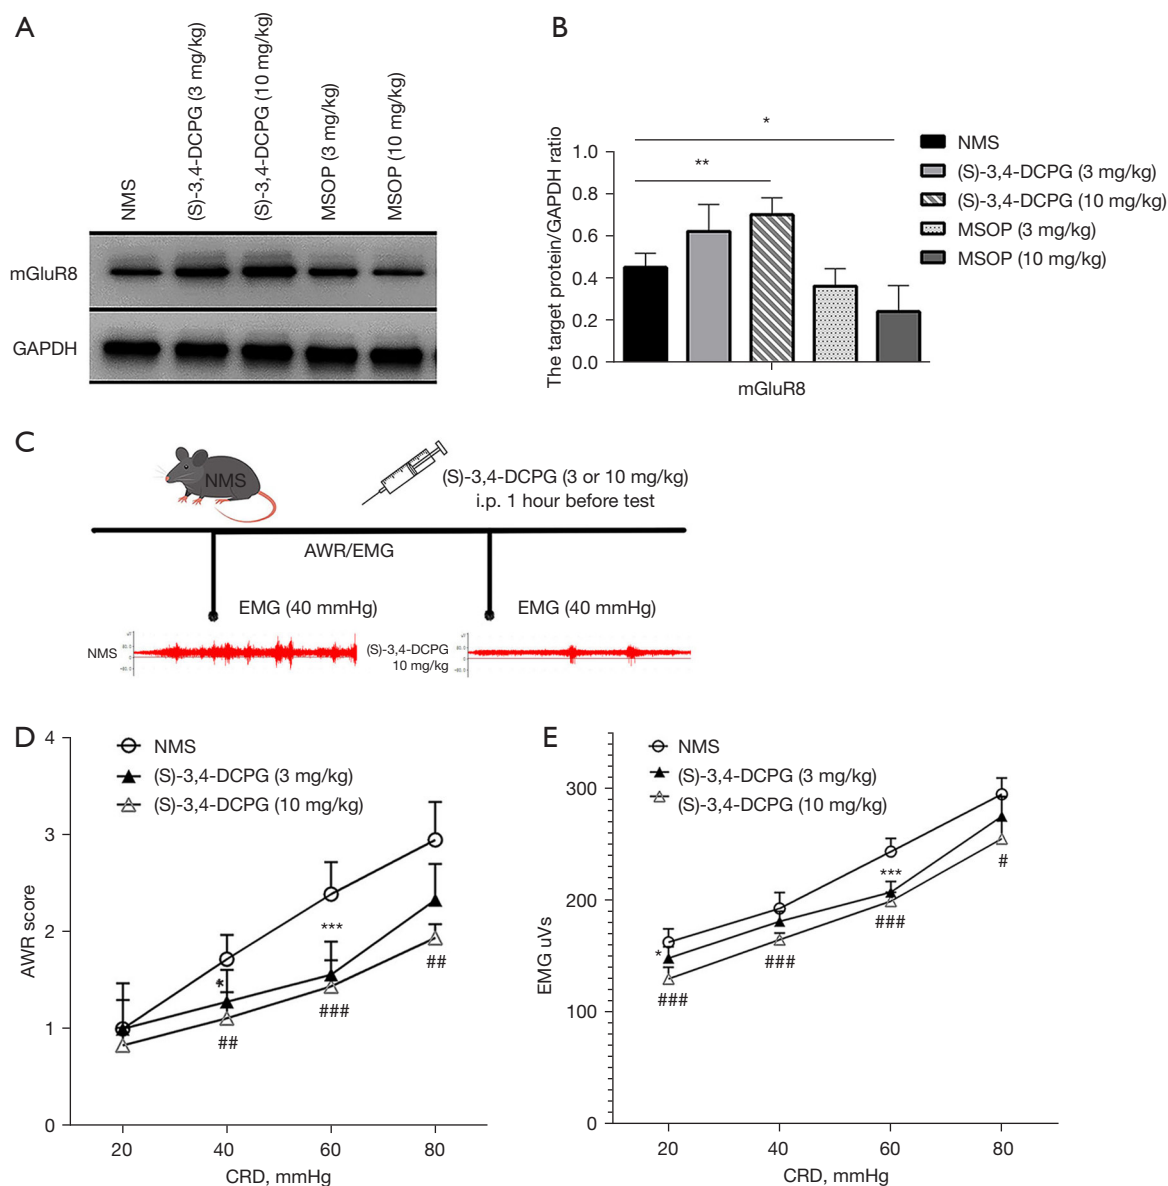 A
NMS
(S)-3,4-DCPG (3 mg/kg)
(S)-3,4-DCPG (10 mg/kg)
MSOP (3 mg/kg)
MSOP (10 mg/kg)
mGluR8
GAPDH
B
The target protein/GAPDH ratio
1.0
0.8
0.6
0.4
0.2
0.0
*
**
mGluR8
NMS
(S)-3,4-DCPG (3 mg/kg)
(S)-3,4-DCPG (10 mg/kg)
MSOP (3 mg/kg)
MSOP (10 mg/kg)
C
NMS
(S)-3,4-DCPG (3 or 10 mg/kg)
i.p. 1 hour before test
AWR/EMG
EMG (40 mmHg)
EMG (40 mmHg)
NMS
(S)-3,4-DCPG
10 mg/kg
D
NMS
(S)-3,4-DCPG (3 mg/kg)
(S)-3,4-DCPG (10 mg/kg)
AWR score
4
3
2
1
0
*
***
##
###
##
20 40 60 80
CRD, mmHg
E
NMS
(S)-3,4-DCPG (3 mg/kg)
(S)-3,4-DCPG (10 mg/kg)
EMG uVs
300
200
100
0
*
***
###
###
###
#
20 40 60 80
CRD, mmHg